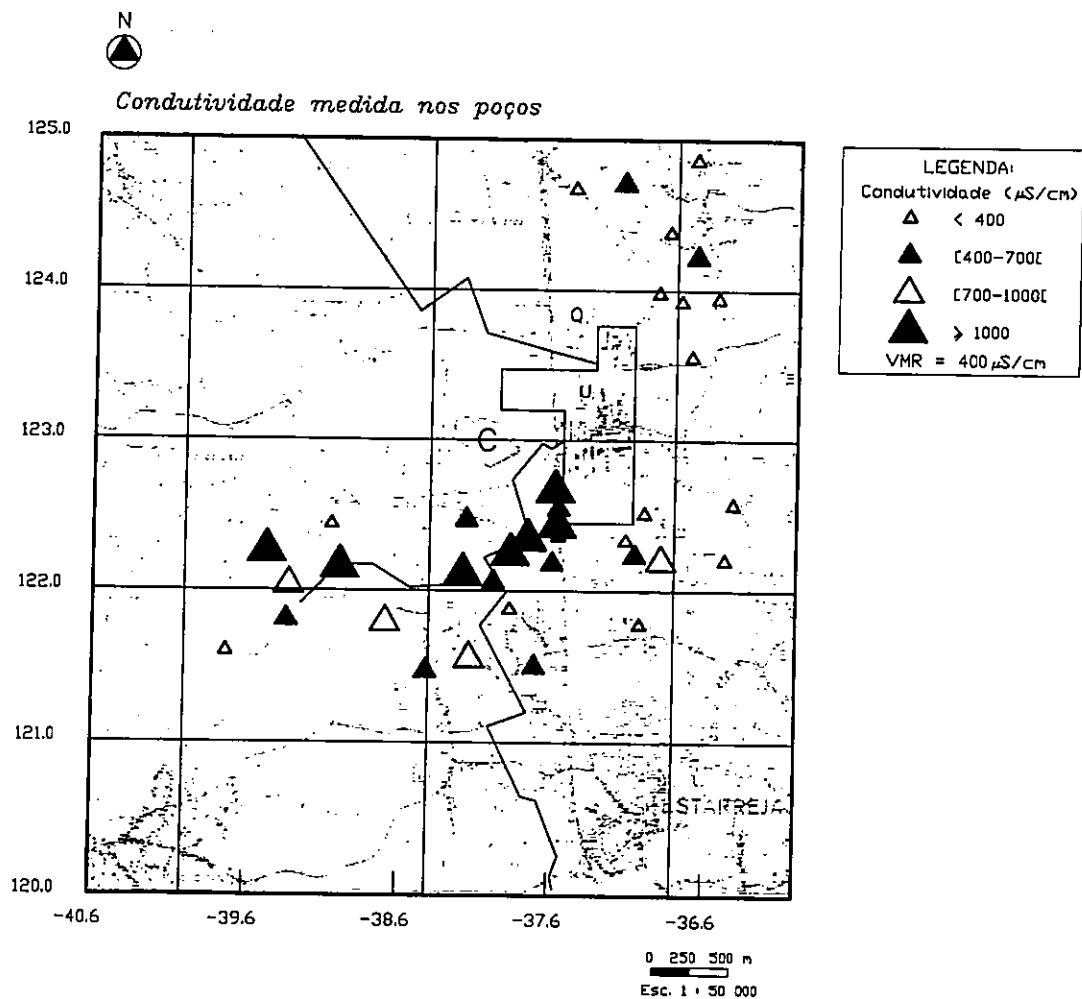 N
Condutividade medida nos poços
125.0
124.0
123.0
122.0
121.0
120.0
-40.6
-39.6
-38.6
-37.6
-36.6
Q
U
C
ESTARREJA
LEGENDA:
Condutividade (µS/cm)
< 400
[400-700[
[700-1000[
> 1000
VMR = 400 µS/cm
0 250 500 m
Esc. 1 : 50 000